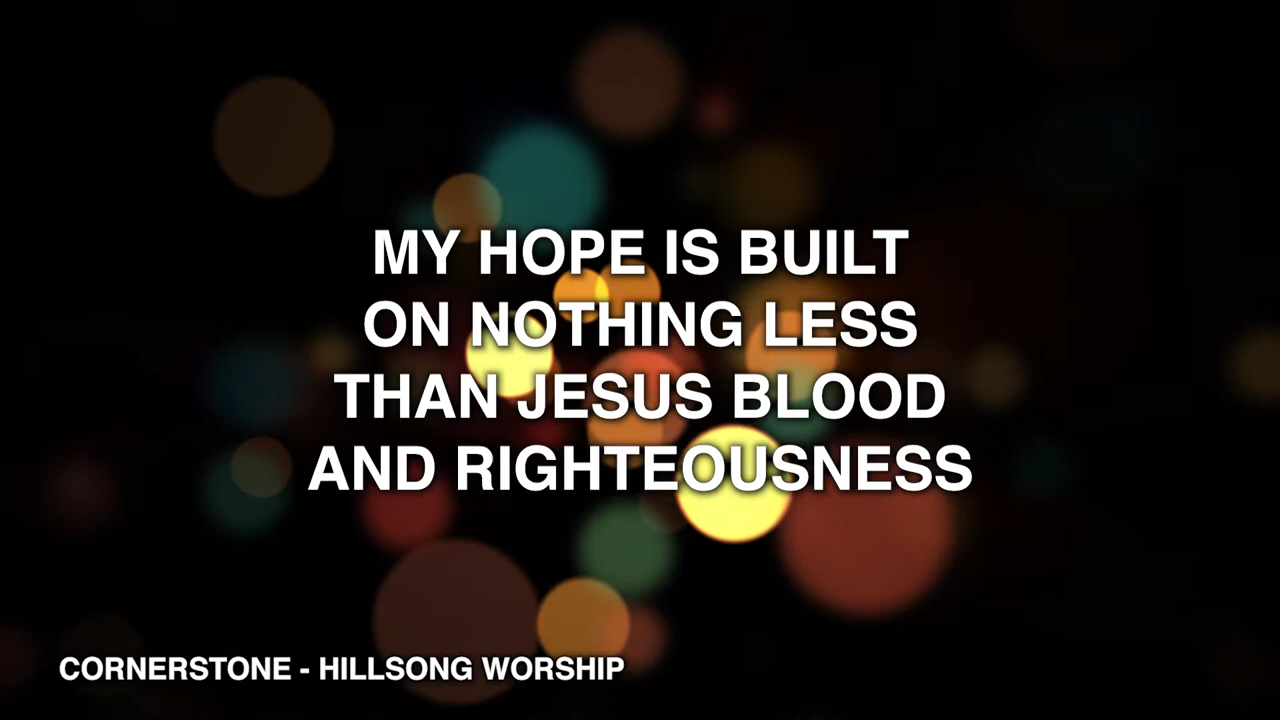 MY HOPE IS BUILT
ON NOTHING LESS
THAN JESUS BLOOD
AND RIGHTEOUSNESS
CORNERSTONE - HILLSONG WORSHIP